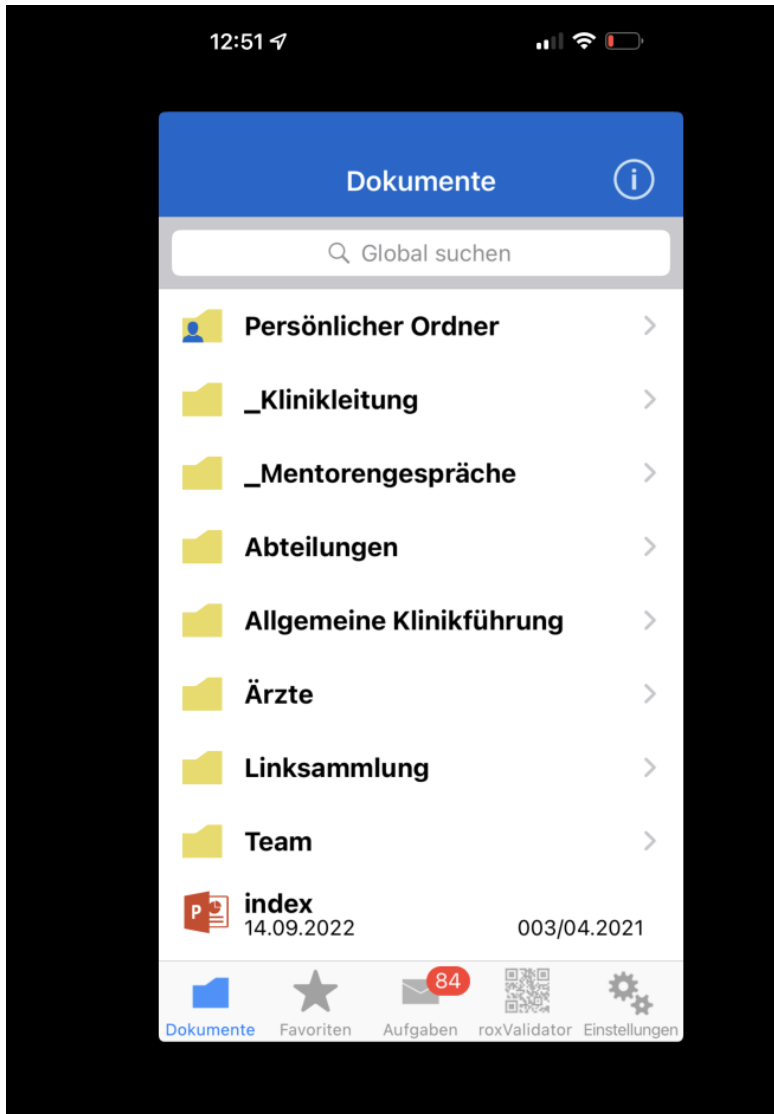 12:51
Dokumente
i
Global suchen
Persönlicher Ordner
_Klinikleitung
_Mentorengespräche
Abteilungen
Allgemeine Klinikführung
Ärzte
Linksammlung
Team
P
index
14.09.2022 003/04.2021
84
Dokumente Favoriten Aufgaben roxValidator Einstellungen